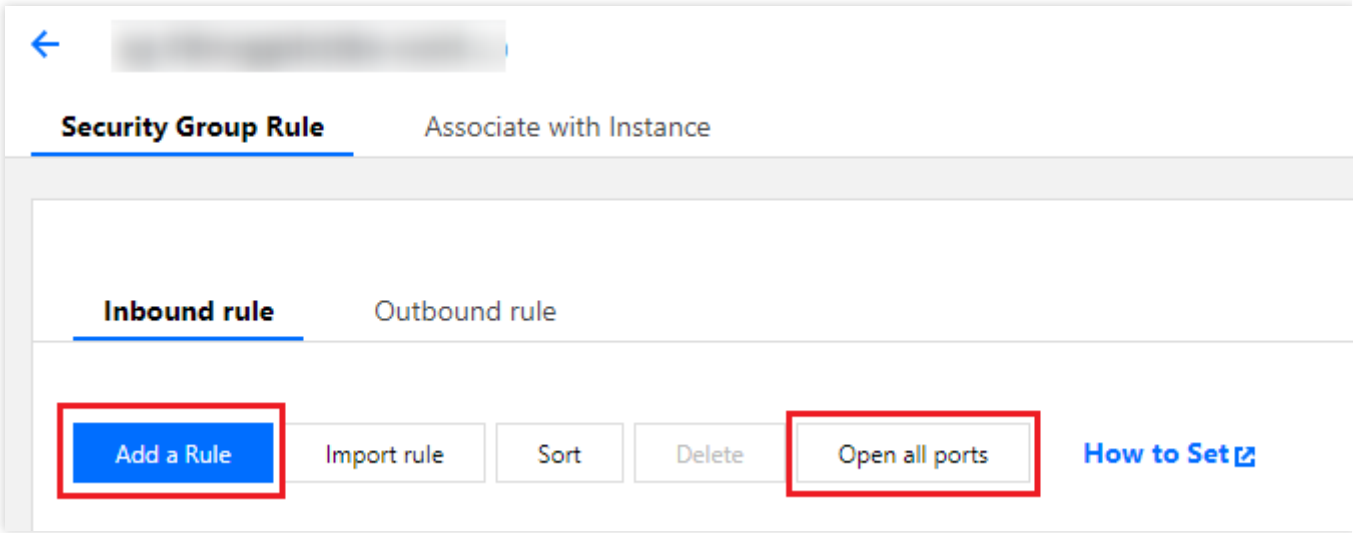 Security Group Rule Associate with Instance
Inbound rule Outbound rule
Add a Rule Import rule Sort Delete Open all ports How to Set